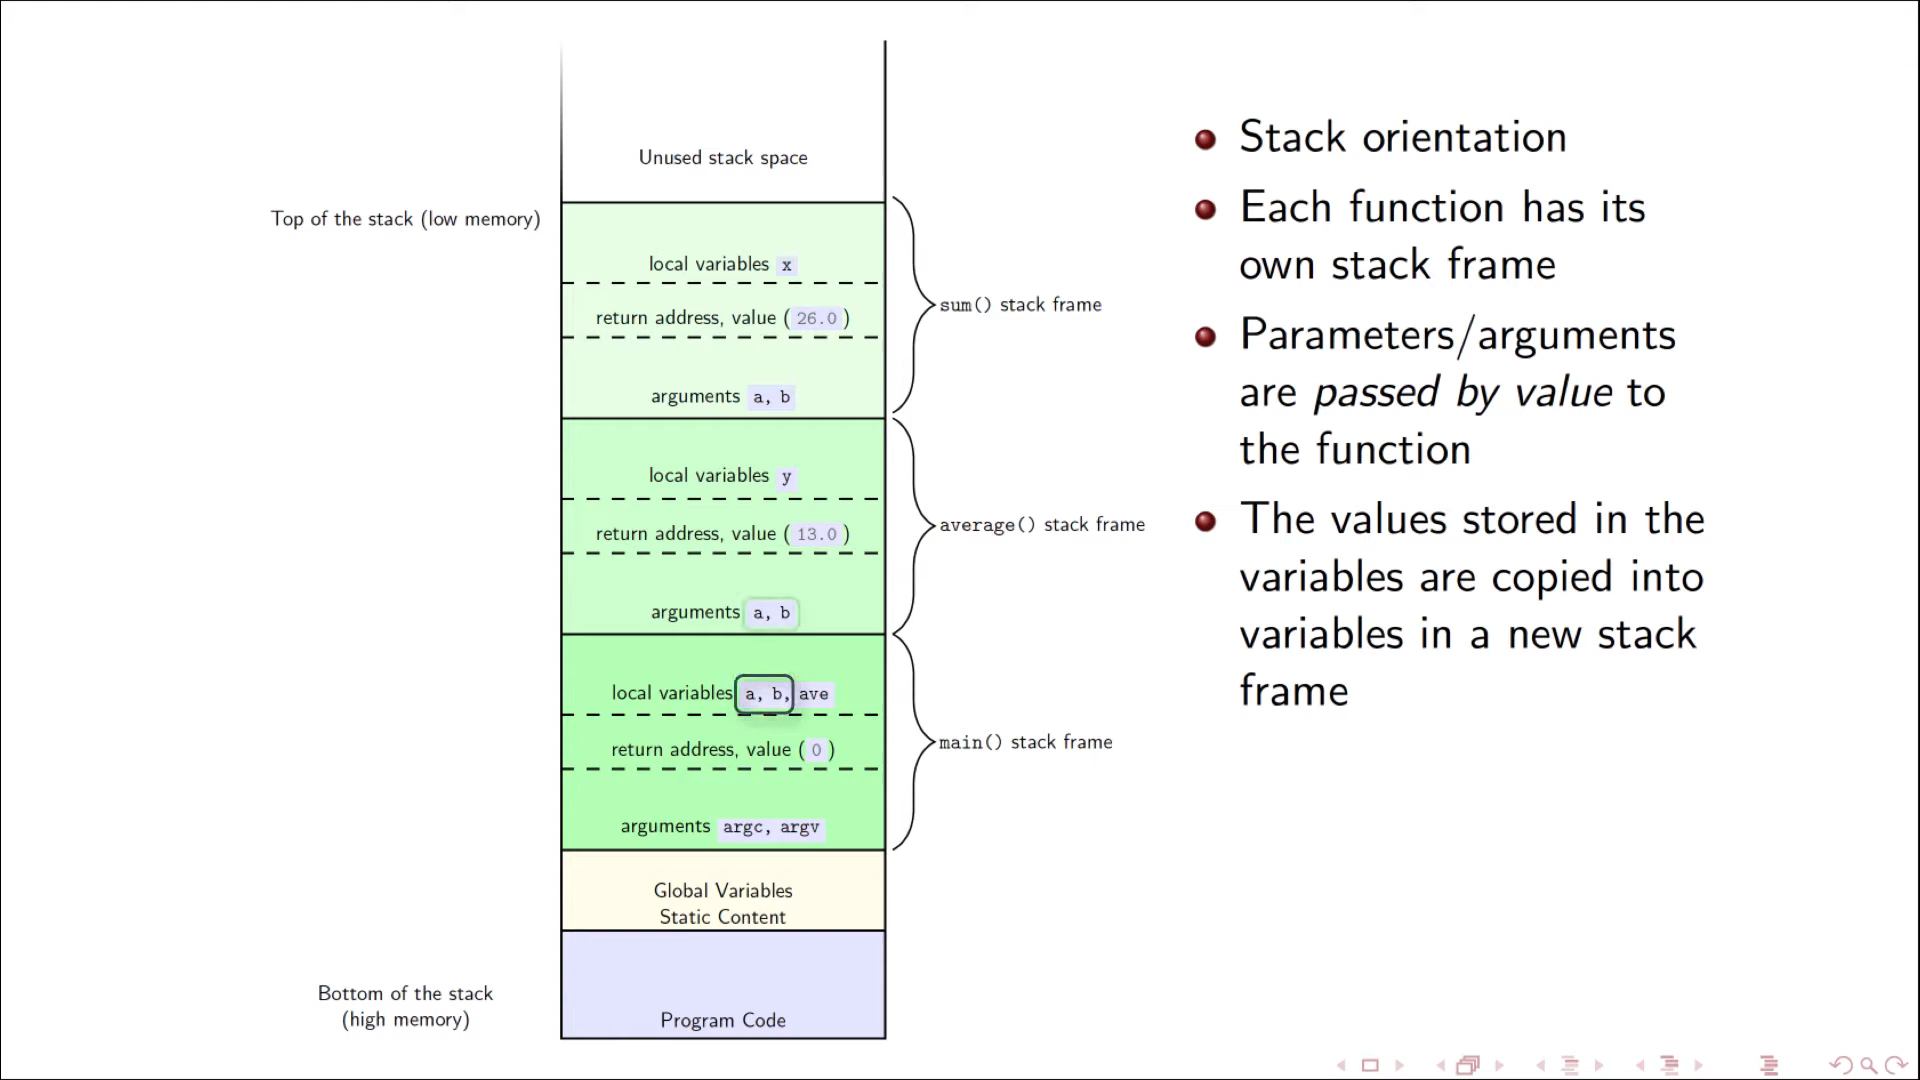 Unused stack space
Top of the stack (low memory)
local variables x
return address, value (26.0)
sum() stack frame
arguments a, b
local variables y
return address, value (13.0)
average() stack frame
arguments a, b
local variables a, b, ave
return address, value (0)
main() stack frame
arguments argc, argv
Global Variables
Static Content
Bottom of the stack
(high memory)
Program Code
Stack orientation
Each function has its
own stack frame
Parameters/arguments
are passed by value to
the function
The values stored in the
variables are copied into
variables in a new stack
frame